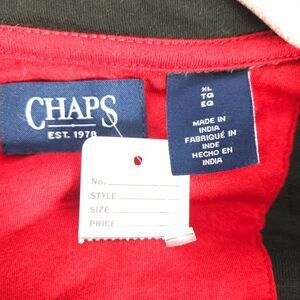 CHAPS
EST. 1978
XL
TG
EG
MADE IN
INDIA
FABRIQUÉ IN
INDE
HECHO EN
INDIA
No.
STYLE
SIZE
PRICE